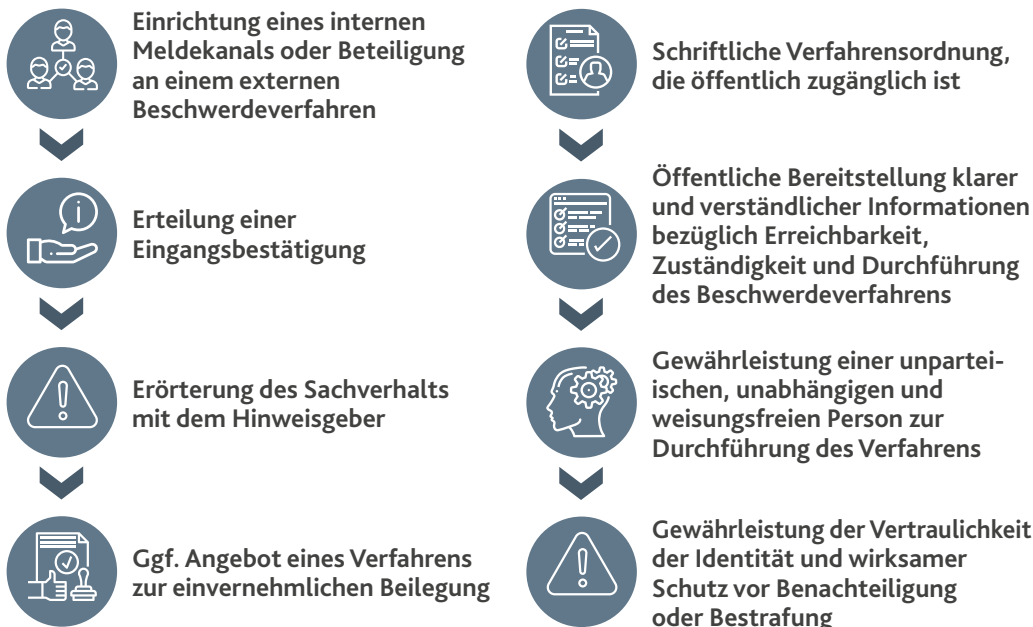 Einrichtung eines internen
Meldekanals oder Beteiligung
an einem externen
Beschwerdeverfahren
Erteilung einer
Eingangsbestätigung
Erörterung des Sachverhalts
mit dem Hinweisgeber
Ggf. Angebot eines Verfahrens
zur einvernehmlichen Beilegung
Schriftliche Verfahrensordnung,
die öffentlich zugänglich ist
Öffentliche Bereitstellung klarer
und verständlicher Informationen
bezüglich Erreichbarkeit,
Zuständigkeit und Durchführung
des Beschwerdeverfahrens
Gewährleistung einer unpartei-
ischen, unabhängigen und
weisungsfreien Person zur
Durchführung des Verfahrens
Gewährleistung der Vertraulichkeit
der Identität und wirksamer
Schutz vor Benachteiligung
oder Bestrafung